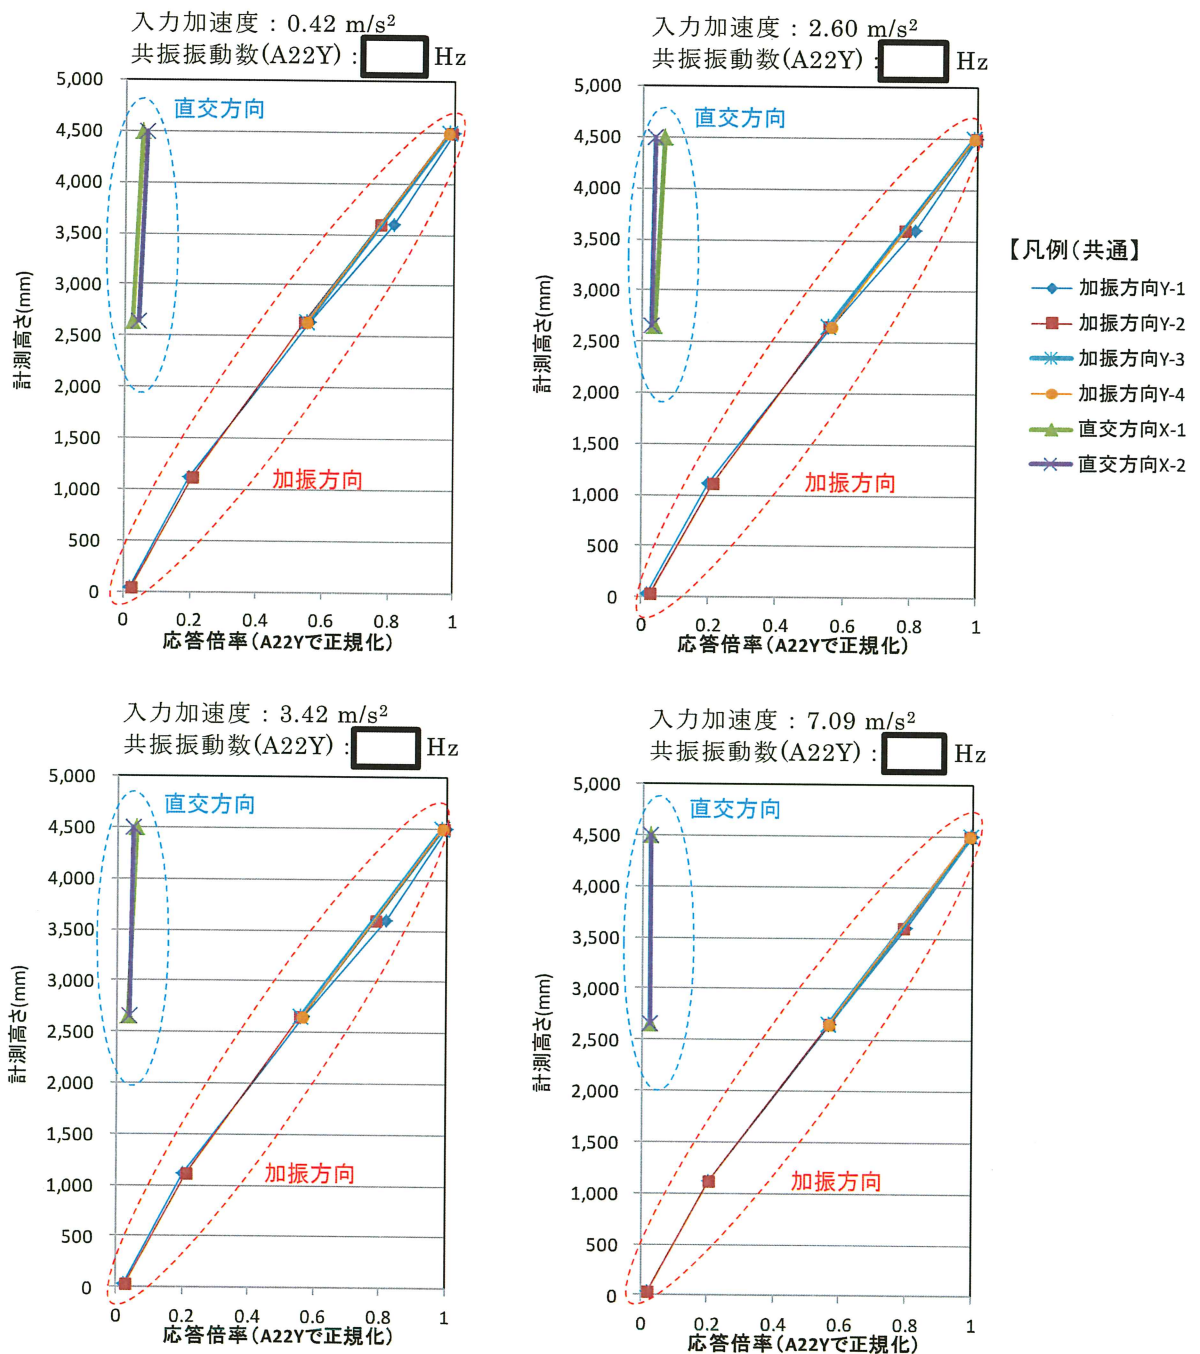 入力加速度：0.42 m/s²
共振振動数(A22Y)： Hz
5,000
4,500
4,000
3,500
3,000
2,500
2,000
1,500
1,000
500
0
計測高さ(mm)
直交方向
加振方向
0 0.2 0.4 0.6 0.8 1
応答倍率(A22Yで正規化)
入力加速度：2.60 m/s²
共振振動数(A22Y)： Hz
5,000
4,500
4,000
3,500
3,000
2,500
2,000
1,500
1,000
500
0
計測高さ(mm)
直交方向
加振方向
0 0.2 0.4 0.6 0.8 1
応答倍率(A22Yで正規化)
【凡例(共通)】
加振方向Y-1
加振方向Y-2
加振方向Y-3
加振方向Y-4
直交方向X-1
直交方向X-2
入力加速度：3.42 m/s²
共振振動数(A22Y)： Hz
5,000
4,500
4,000
3,500
3,000
2,500
2,000
1,500
1,000
500
0
計測高さ(mm)
直交方向
加振方向
0 0.2 0.4 0.6 0.8 1
応答倍率(A22Yで正規化)
入力加速度：7.09 m/s²
共振振動数(A22Y)： Hz
5,000
4,500
4,000
3,500
3,000
2,500
2,000
1,500
1,000
500
0
計測高さ(mm)
直交方向
加振方向
0 0.2 0.4 0.6 0.8 1
応答倍率(A22Yで正規化)